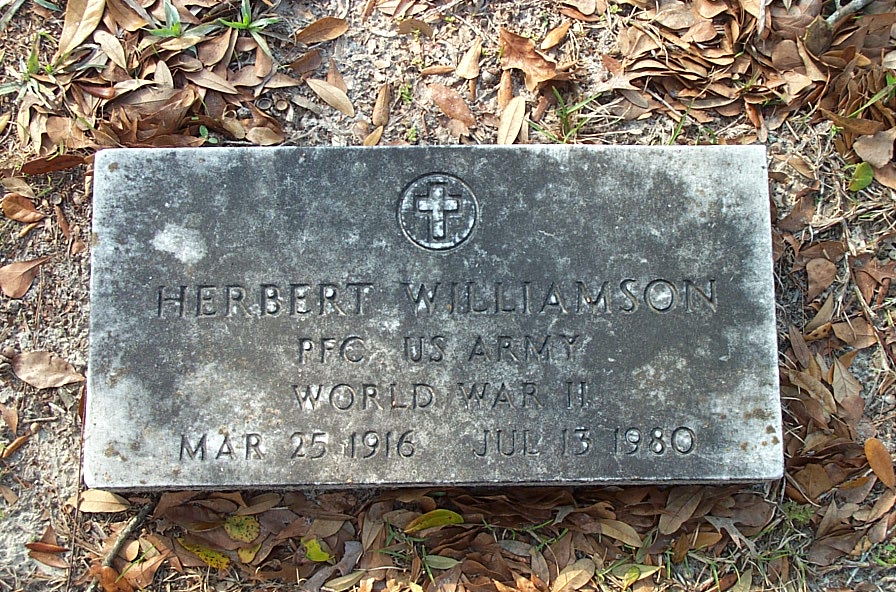 HERBERT WILLIAMSON
PFC US ARMY
WORLD WAR II
MAR 25 1916 JUL 13 1980